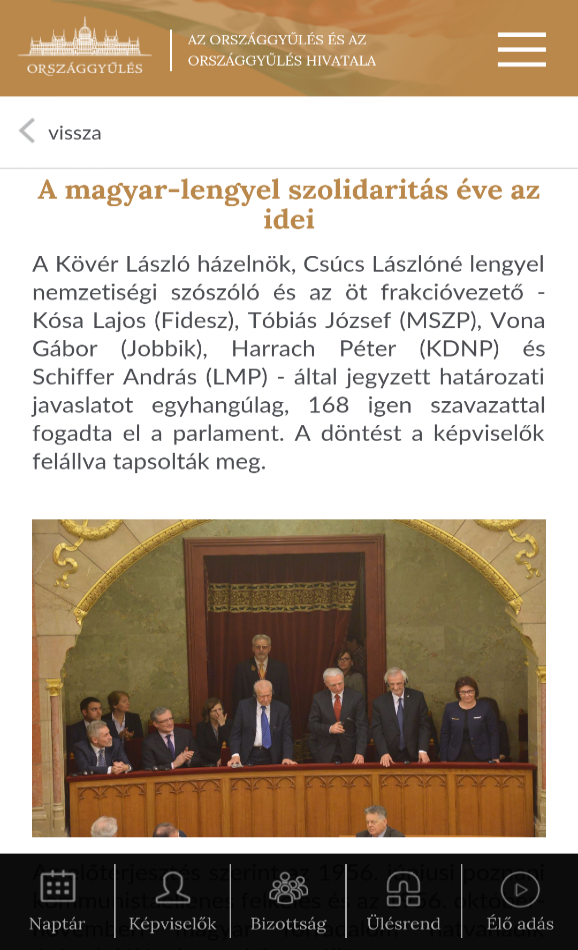 ORSZÁGGYŰLÉS
AZ ORSZÁGGYŰLÉS ÉS AZ
ORSZÁGGYŰLÉS HIVATALA
vissza
A magyar-lengyel szolidaritás éve az
idei
A Kövér László házelnök, Csúcs Lászlóné lengyel
nemzetiségi szószóló és az öt frakcióvezető -
Kósa Lajos (Fidesz), Tóbiás József (MSZP), Vona
Gábor (Jobbik), Harrach Péter (KDNP) és
Schiffer András (LMP) - által jegyzett határozati
javaslatot egyhangúlag, 168 igen szavazattal
fogadta el a parlament. A döntést a képviselők
felállva tapsolták meg.
Naptár
Képviselők
Bizottság
Ülésrend
Élő adás